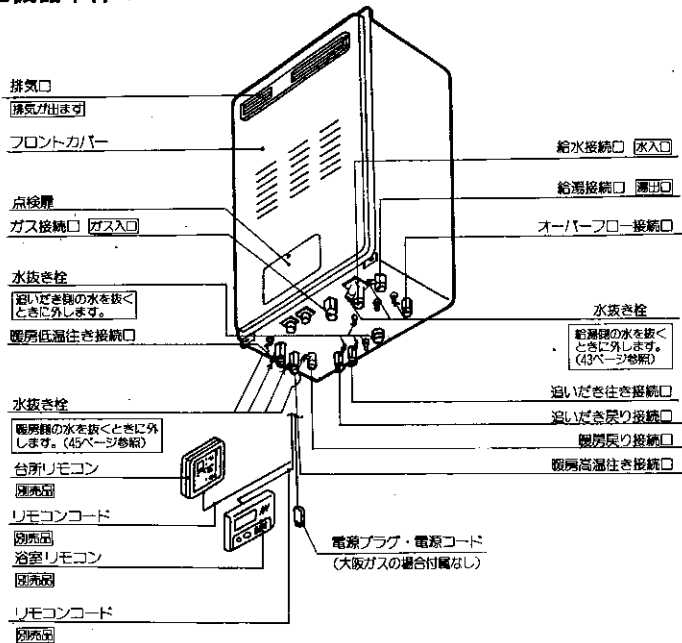 排気口
排気が出ます
フロントカバー
点検扉
ガス接続口 ガス入口
水抜き栓
追いだき側の水を抜く
ときに外します。
暖房低温往き接続口
水抜き栓
暖房側の水を抜くときに外
します。(45ページ参照)
台所リモコン
別売品
リモコンコード
別売品
浴室リモコン
別売品
リモコンコード
別売品
給水接続口 水入口
給湯接続口 湯出口
オーバーフロー接続口
水抜き栓
給湯側の水を抜く
ときに外します。
(43ページ参照)
追いだき往き接続口
追いだき戻り接続口
暖房戻り接続口
暖房高温往き接続口
電源プラグ・電源コード
(大阪ガスの場合付属なし)